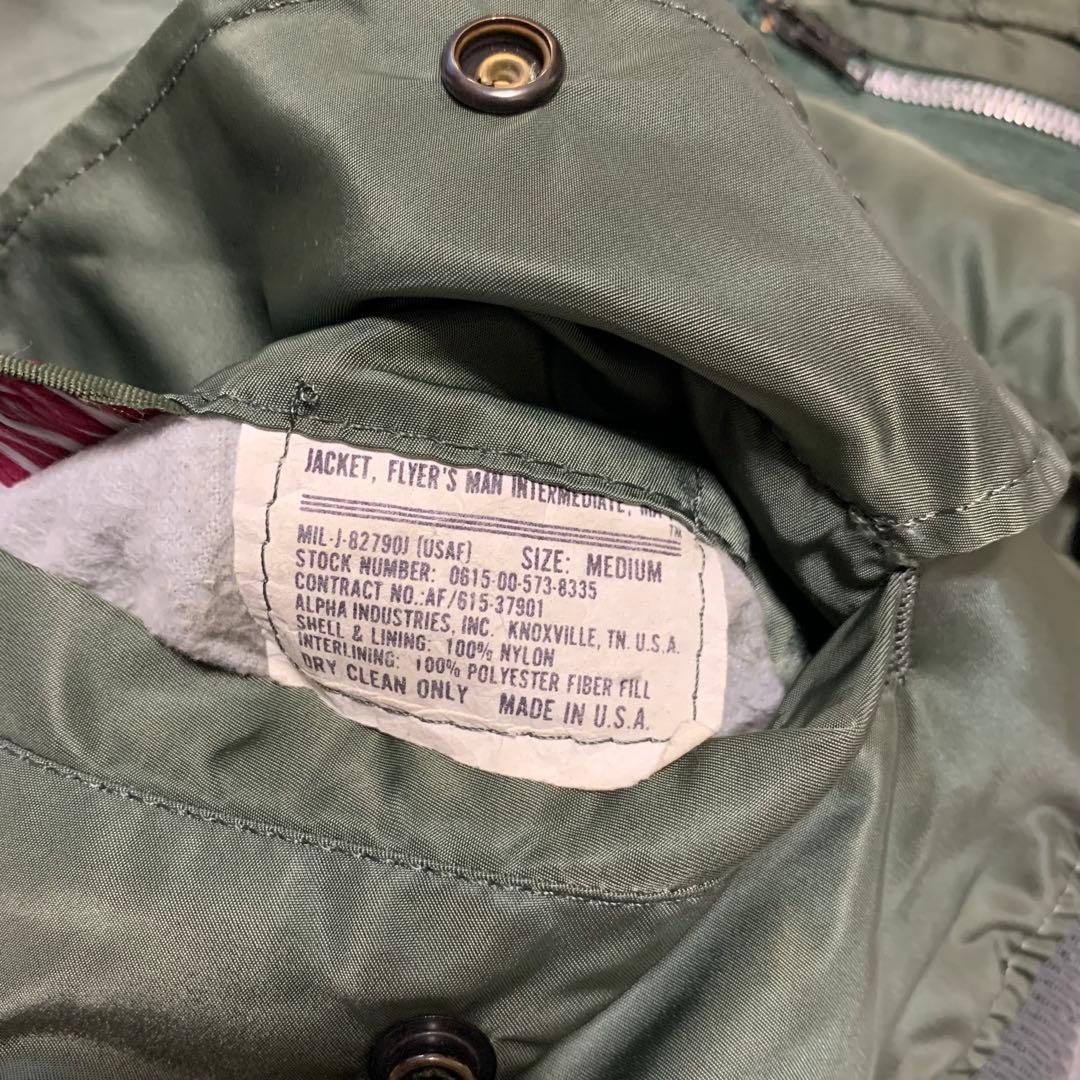 JACKET, FLYER'S MAN INTERMEDIATE, MA
TM
MIL-J-82790J (USAF) SIZE: MEDIUM
STOCK NUMBER: 0615-00-573-8335
CONTRACT NO.:AF/615-37901
ALPHA INDUSTRIES, INC. KNOXVILLE, TN. U.S.A.
SHELL & LINING: 100% NYLON
INTERLINING: 100% POLYESTER FIBER FILL
DRY CLEAN ONLY MADE IN U.S.A.